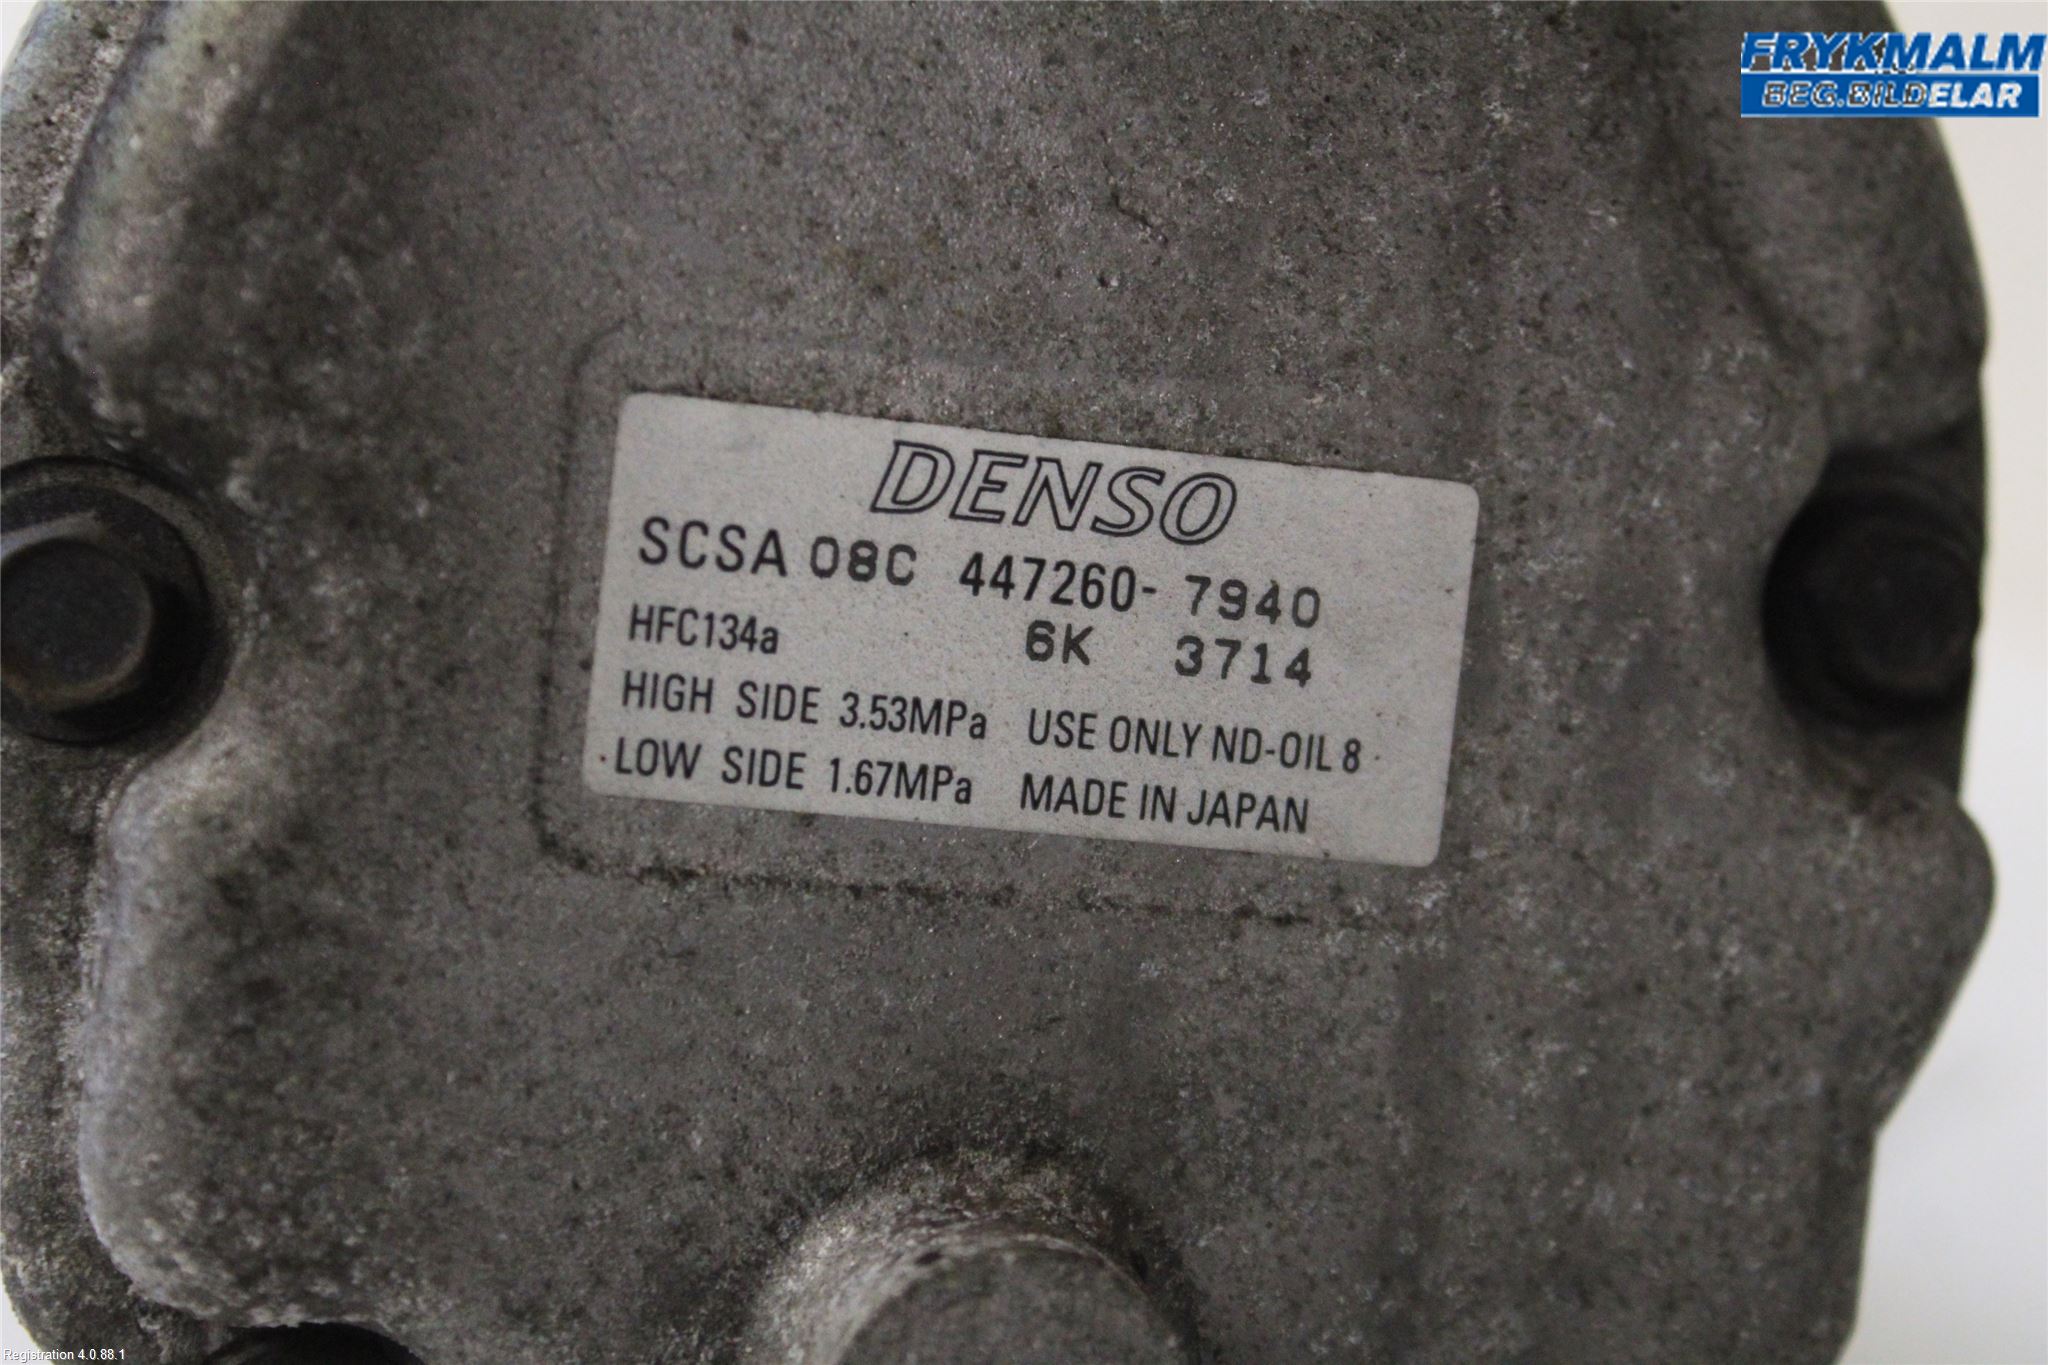 FRYKMALM
BEG.BILDELAR
DENSO
SCSA 08C 447260-7940
HFC134a 6K 3714
HIGH SIDE 3.53MPa USE ONLY ND-OIL 8
LOW SIDE 1.67MPa MADE IN JAPAN
Registration 4.0.88.1